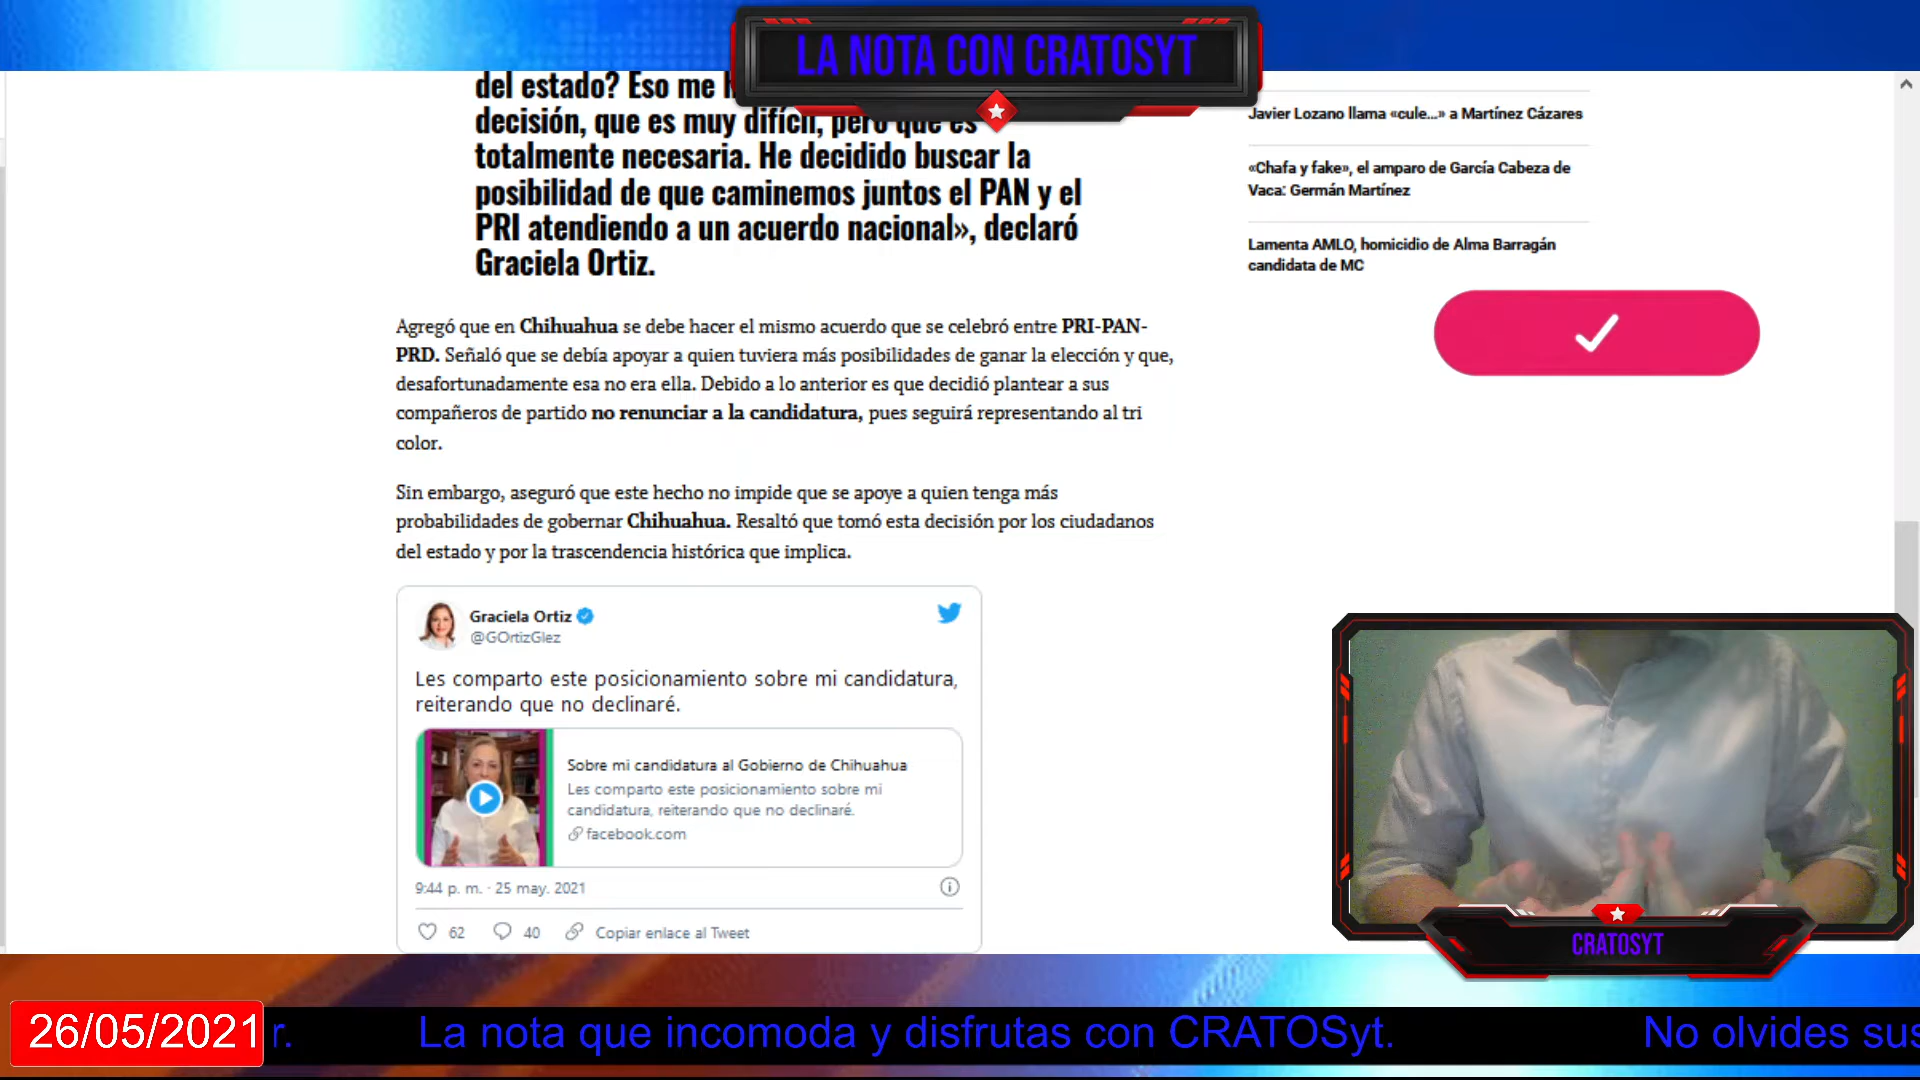 LA NOTA CON CRATOSYT
del estado? Eso me
decisión, que es muy difícil, pero que es
totalmente necesaria. He decidido buscar la
posibilidad de que caminemos juntos el PAN y el
PRI atendiendo a un acuerdo nacional», declaró
Graciela Ortiz.
Agregó que en Chihuahua se debe hacer el mismo acuerdo que se celebró entre PRI-PAN-
PRD. Señaló que se debía apoyar a quien tuviera más posibilidades de ganar la elección y que,
desafortunadamente esa no era ella. Debido a lo anterior es que decidió plantear a sus
compañeros de partido no renunciar a la candidatura, pues seguirá representando al tri
color.
Sin embargo, aseguró que este hecho no impide que se apoye a quien tenga más
probabilidades de gobernar Chihuahua. Resaltó que tomó esta decisión por los ciudadanos
del estado y por la trascendencia histórica que implica.
Graciela Ortiz
@GOrtizGlez
Les comparto este posicionamiento sobre mi candidatura,
reiterando que no declinaré.
Sobre mi candidatura al Gobierno de Chihuahua
Les comparto este posicionamiento sobre mi
candidatura, reiterando que no declinaré.
facebook.com
9:44 p. m. · 25 may. 2021
62 40 Copiar enlace al Tweet
Javier Lozano llama «cule...» a Martínez Cázares
«Chafa y fake», el amparo de García Cabeza de
Vaca: Germán Martínez
Lamenta AMLO, homicidio de Alma Barragán
candidata de MC
CRATOSYT
26/05/2021 r. La nota que incomoda y disfrutas con CRATOSyt. No olvides sus